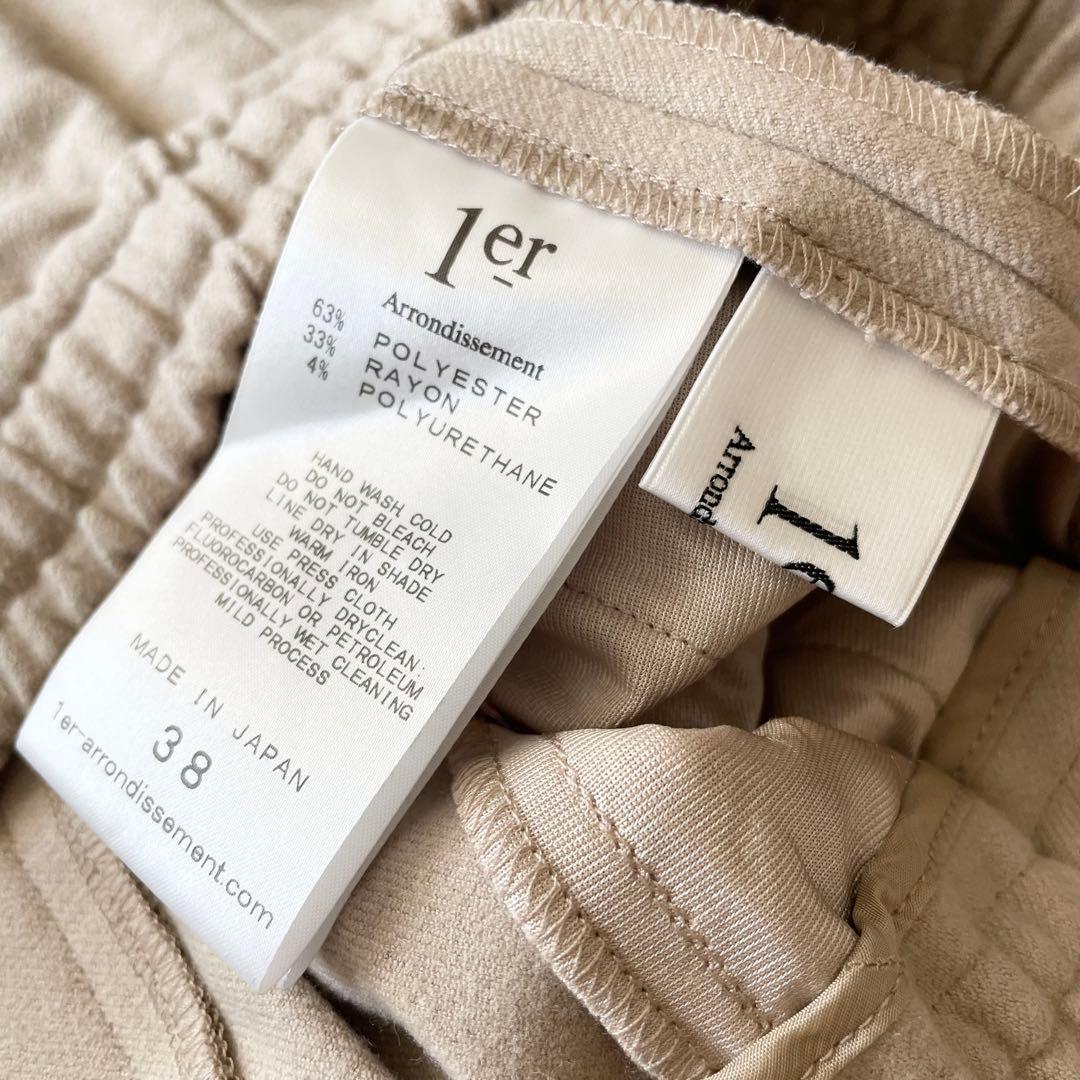 1er
Arrondissement
63% POLYESTER
33% RAYON
4% POLYURETHANE
HAND WASH COLD
DO NOT BLEACH
DO NOT TUMBLE DRY
LINE DRY IN SHADE
WARM IRON
USE PRESS CLOTH
PROFESSIONALLY DRYCLEAN:
FLUOROCARBON OR PETROLEUM
PROFESSIONALLY WET CLEANING
MILD PROCESS
MADE IN JAPAN
38
1er-arrondissement.com
1e
Arrond